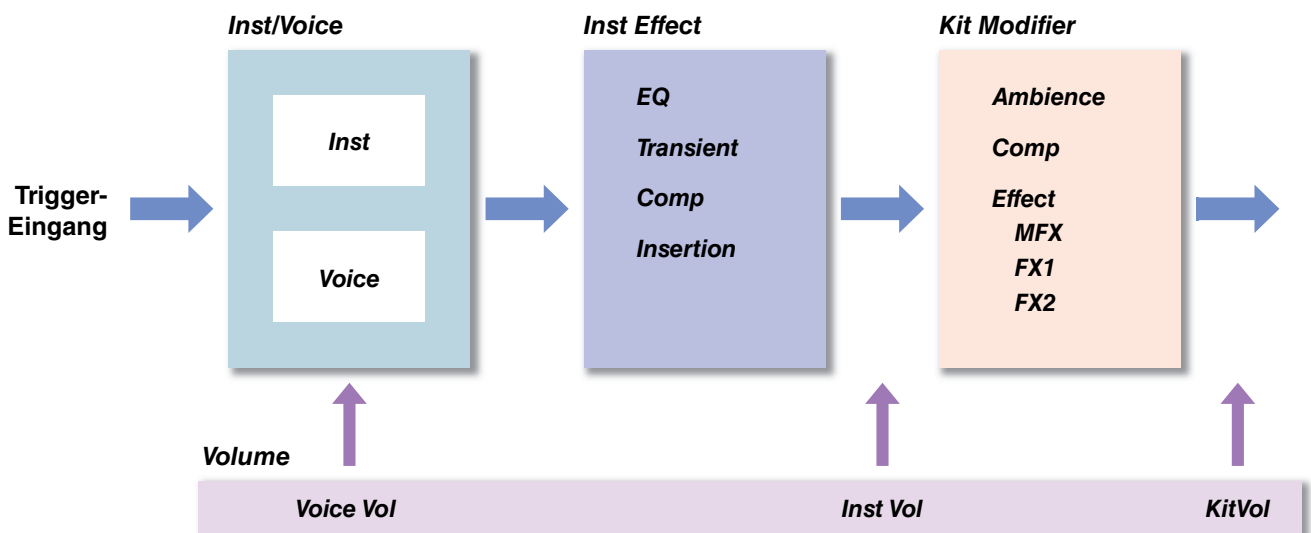 Inst/Voice
Inst Effect
Kit Modifier
Trigger-
Eingang
Inst
Voice
EQ
Transient
Comp
Insertion
Ambience
Comp
Effect
MFX
FX1
FX2
Volume
Voice Vol
Inst Vol
KitVol